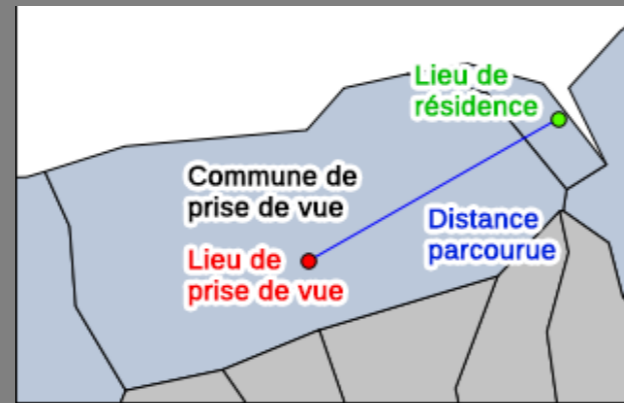 Lieu de
résidence
Commune de
prise de vue
Distance
parcourue
Lieu de
prise de vue